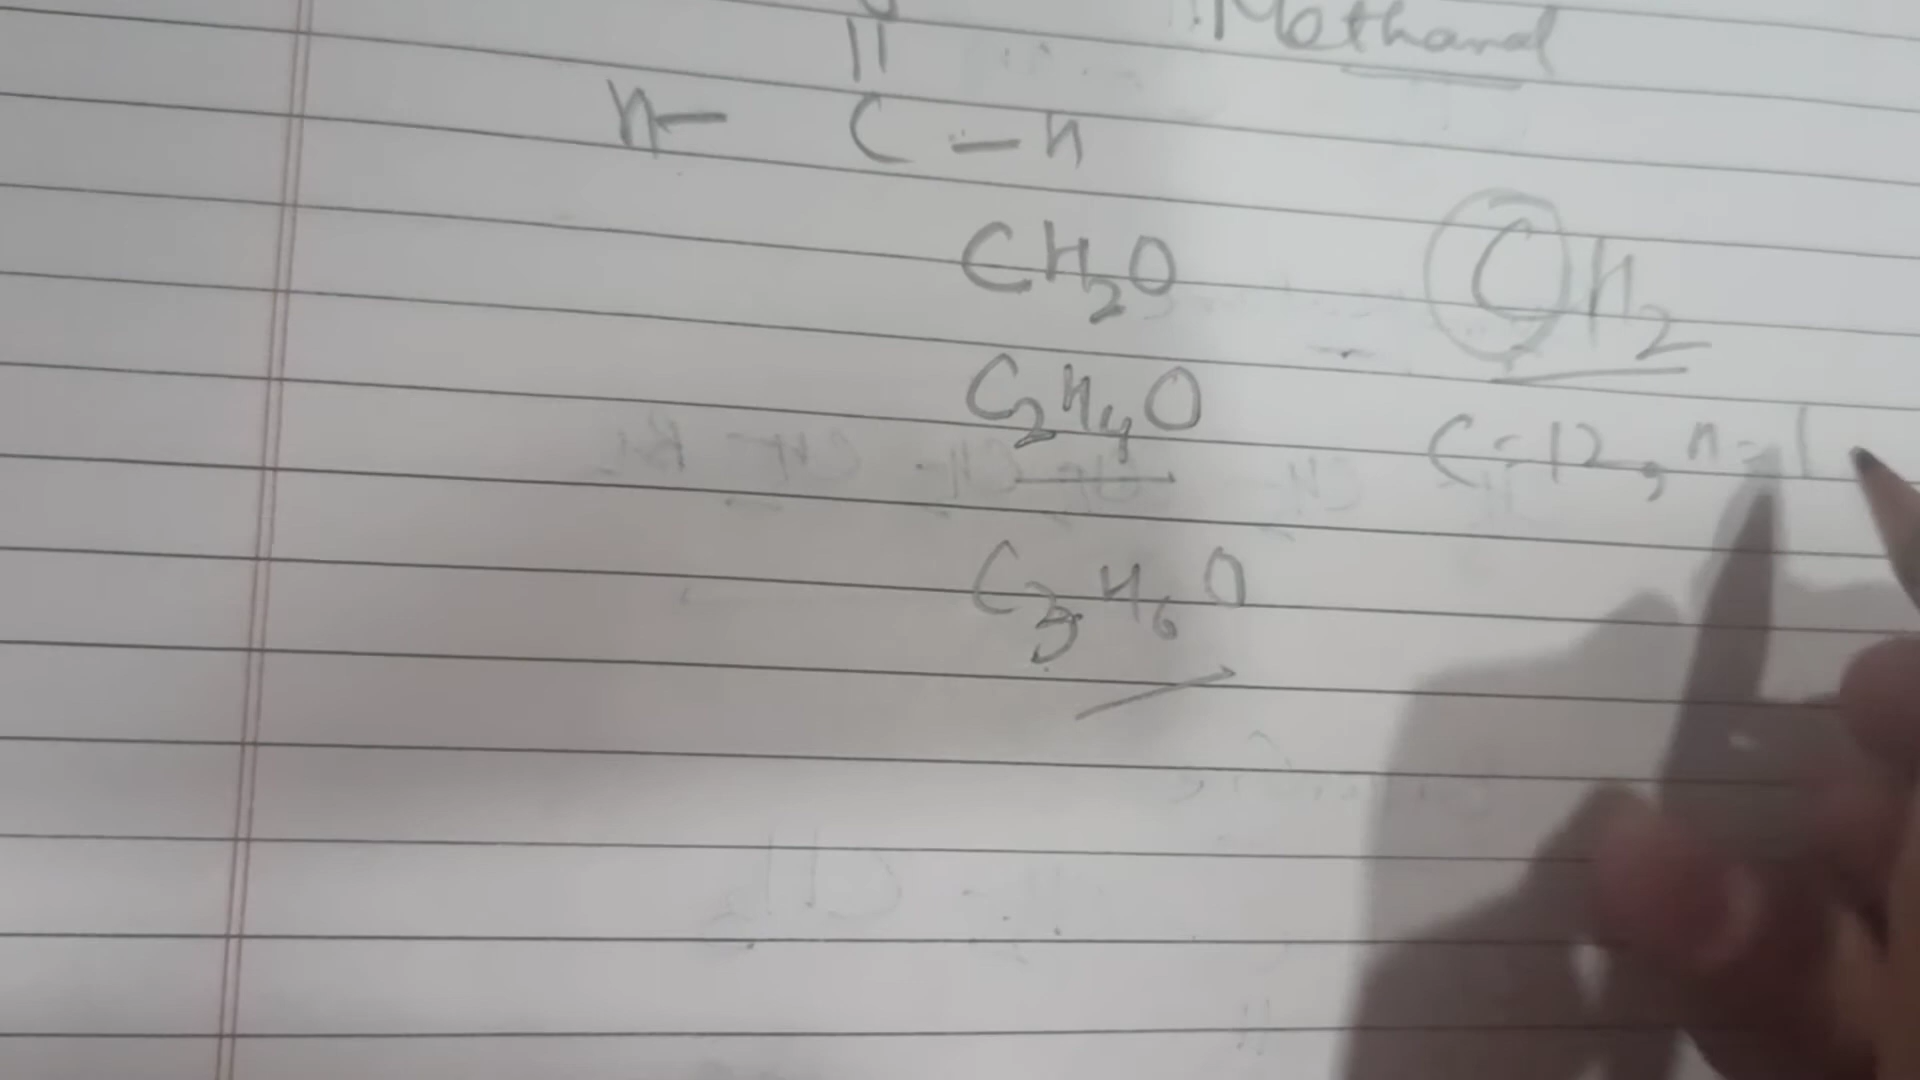 Methanal
||
H- C - H
CH₂O
CH₂
C₂H₄O
C=12, H=1
C₃H₆O